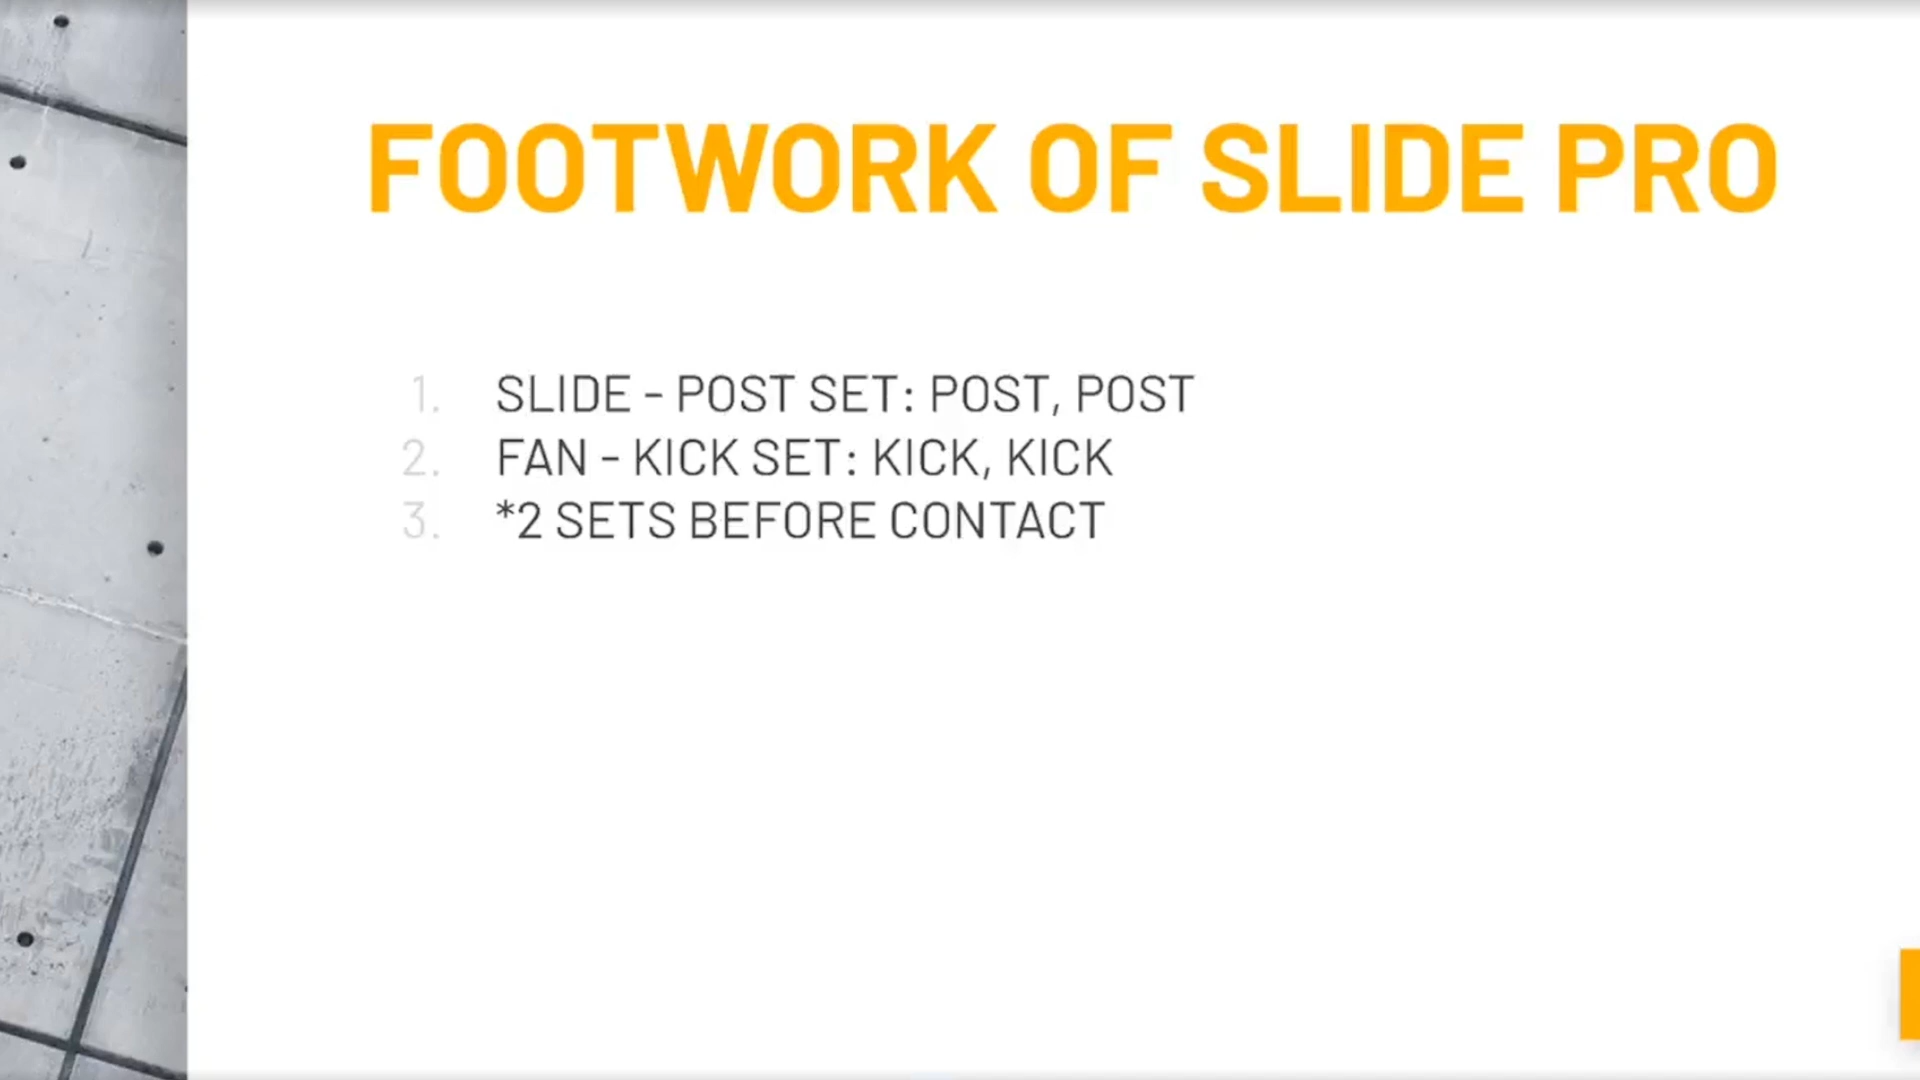 FOOTWORK OF SLIDE PRO
1. SLIDE - POST SET: POST, POST
2. FAN - KICK SET: KICK, KICK
3. *2 SETS BEFORE CONTACT